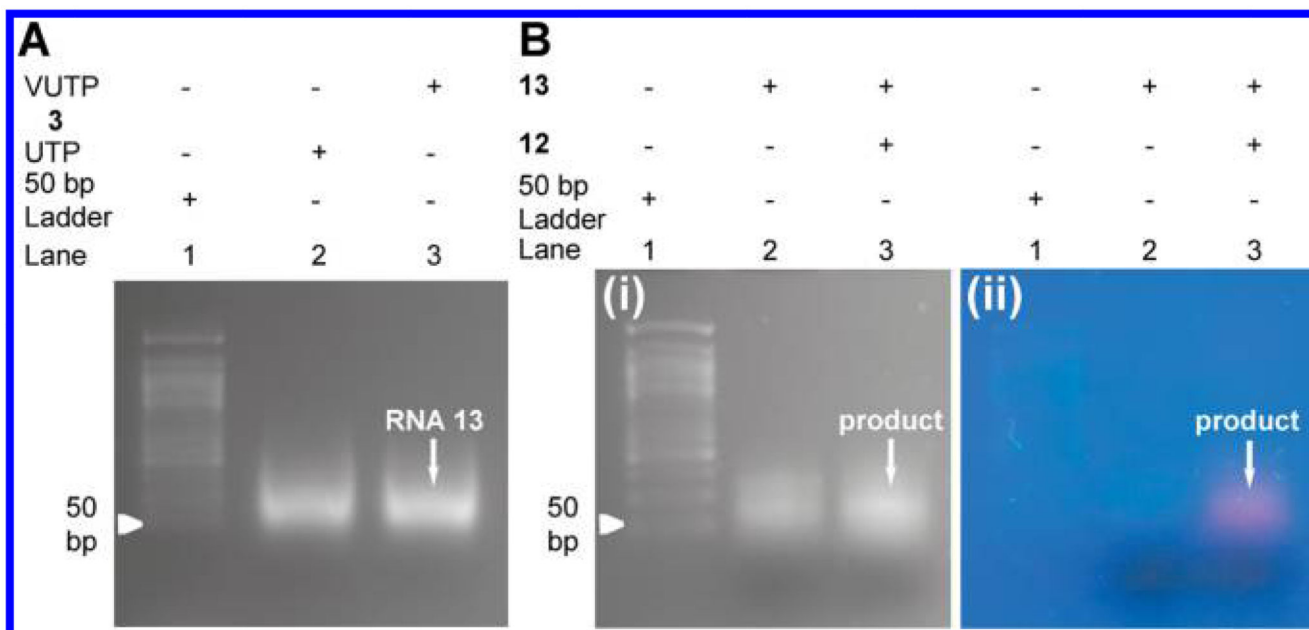 A
VUTP - - +
3
UTP - + -
50 bp
Ladder + - -
Lane 1 2 3
RNA 13
50
bp
B
13 - + + - + +
12 - - + - - +
50 bp
Ladder + - - + - -
Lane 1 2 3 1 2 3
(i) (ii)
product product
50
bp